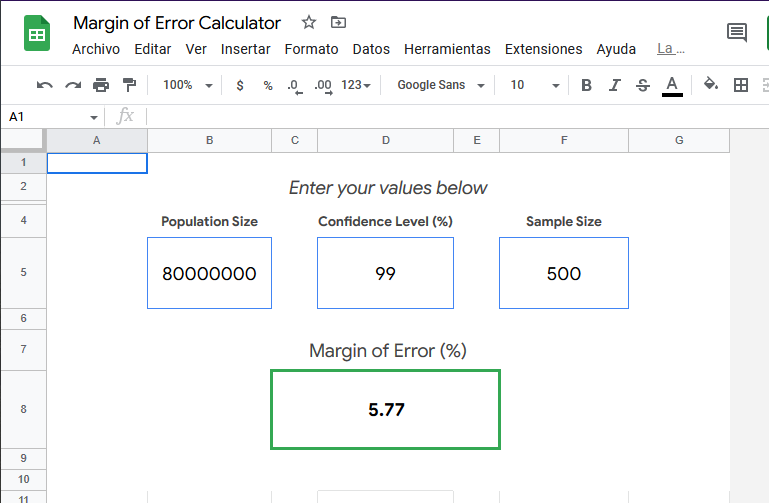 Margin of Error Calculator
Archivo Editar Ver Insertar Formato Datos Herramientas Extensiones Ayuda La ...
100% $ % .0 .00 123 Google Sans 10 B I S A
A1 fx
A B C D E F G
1
2 Enter your values below
4 Population Size Confidence Level (%) Sample Size
5 80000000 99 500
6
7 Margin of Error (%)
8 5.77
9
10
11